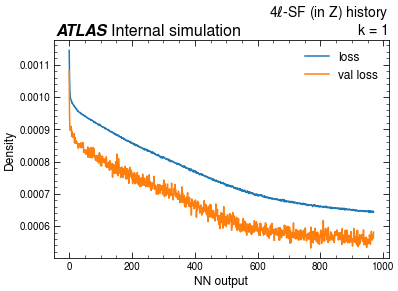 4ℓ-SF (in Z) history
ATLAS Internal simulation
k = 1
loss
val loss
0.0011
0.0011
0.0009
0.0008
0.0007
0.0006
Density
0 200 400 600 800 1000
NN output